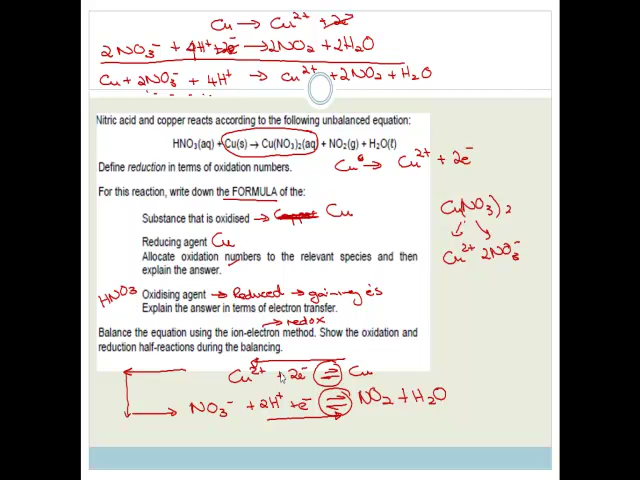 Cu → Cu²⁺ + 2e⁻
2NO₃⁻ + 4H⁺ + 2e⁻ → 2NO₂ + 2H₂O
Cu + 2NO₃⁻ + 4H⁺ → Cu²⁺ + 2NO₂ + H₂O
Nitric acid and copper reacts according to the following unbalanced equation:
HNO₃(aq) + Cu(s) → Cu(NO₃)₂(aq) + NO₂(g) + H₂O(ℓ)
Cu⁰ → Cu²⁺ + 2e⁻
Define reduction in terms of oxidation numbers.
For this reaction, write down the FORMULA of the:
Cu(NO₃)₂
Substance that is oxidised → Copper Cu
Reducing agent Cu
Cu²⁺ 2NO₃⁻
Allocate oxidation numbers to the relevant species and then
explain the answer.
HNO₃ Oxidising agent → Reduced → gaining e's
Explain the answer in terms of electron transfer.
→ redox
Balance the equation using the ion-electron method. Show the oxidation and
reduction half-reactions during the balancing.
Cu²⁺ + 2e⁻ ⇌ Cu
NO₃⁻ + 2H⁺ + e⁻ ⇌ NO₂ + H₂O